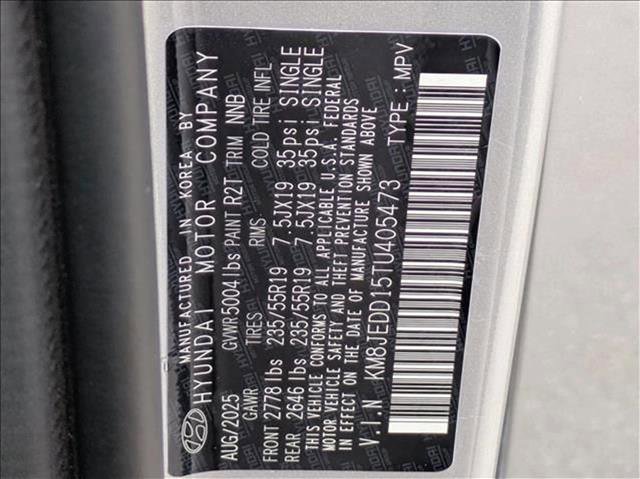 MANUFACTURED IN KOREA BY
HYUNDAI MOTOR COMPANY
AUG/2025 GVWR5004lbs PAINT R2T TRIM NNB
GAWR TIRES RIMS COLD TIRE INFL
FRONT 2778 lbs 235/55R19 7.5JX19 35psi SINGLE
REAR 2646 lbs 235/55R19 7.5JX19 35psi SINGLE
THIS VEHICLE CONFORMS TO ALL APPLICABLE U.S.A. FEDERAL
MOTOR VEHICLE SAFETY AND THEFT PREVENTION STANDARDS
IN EFFECT ON THE DATE OF MANUFACTURE SHOWN ABOVE
V.I.N KM8JEDD15TU405473 TYPE : MPV